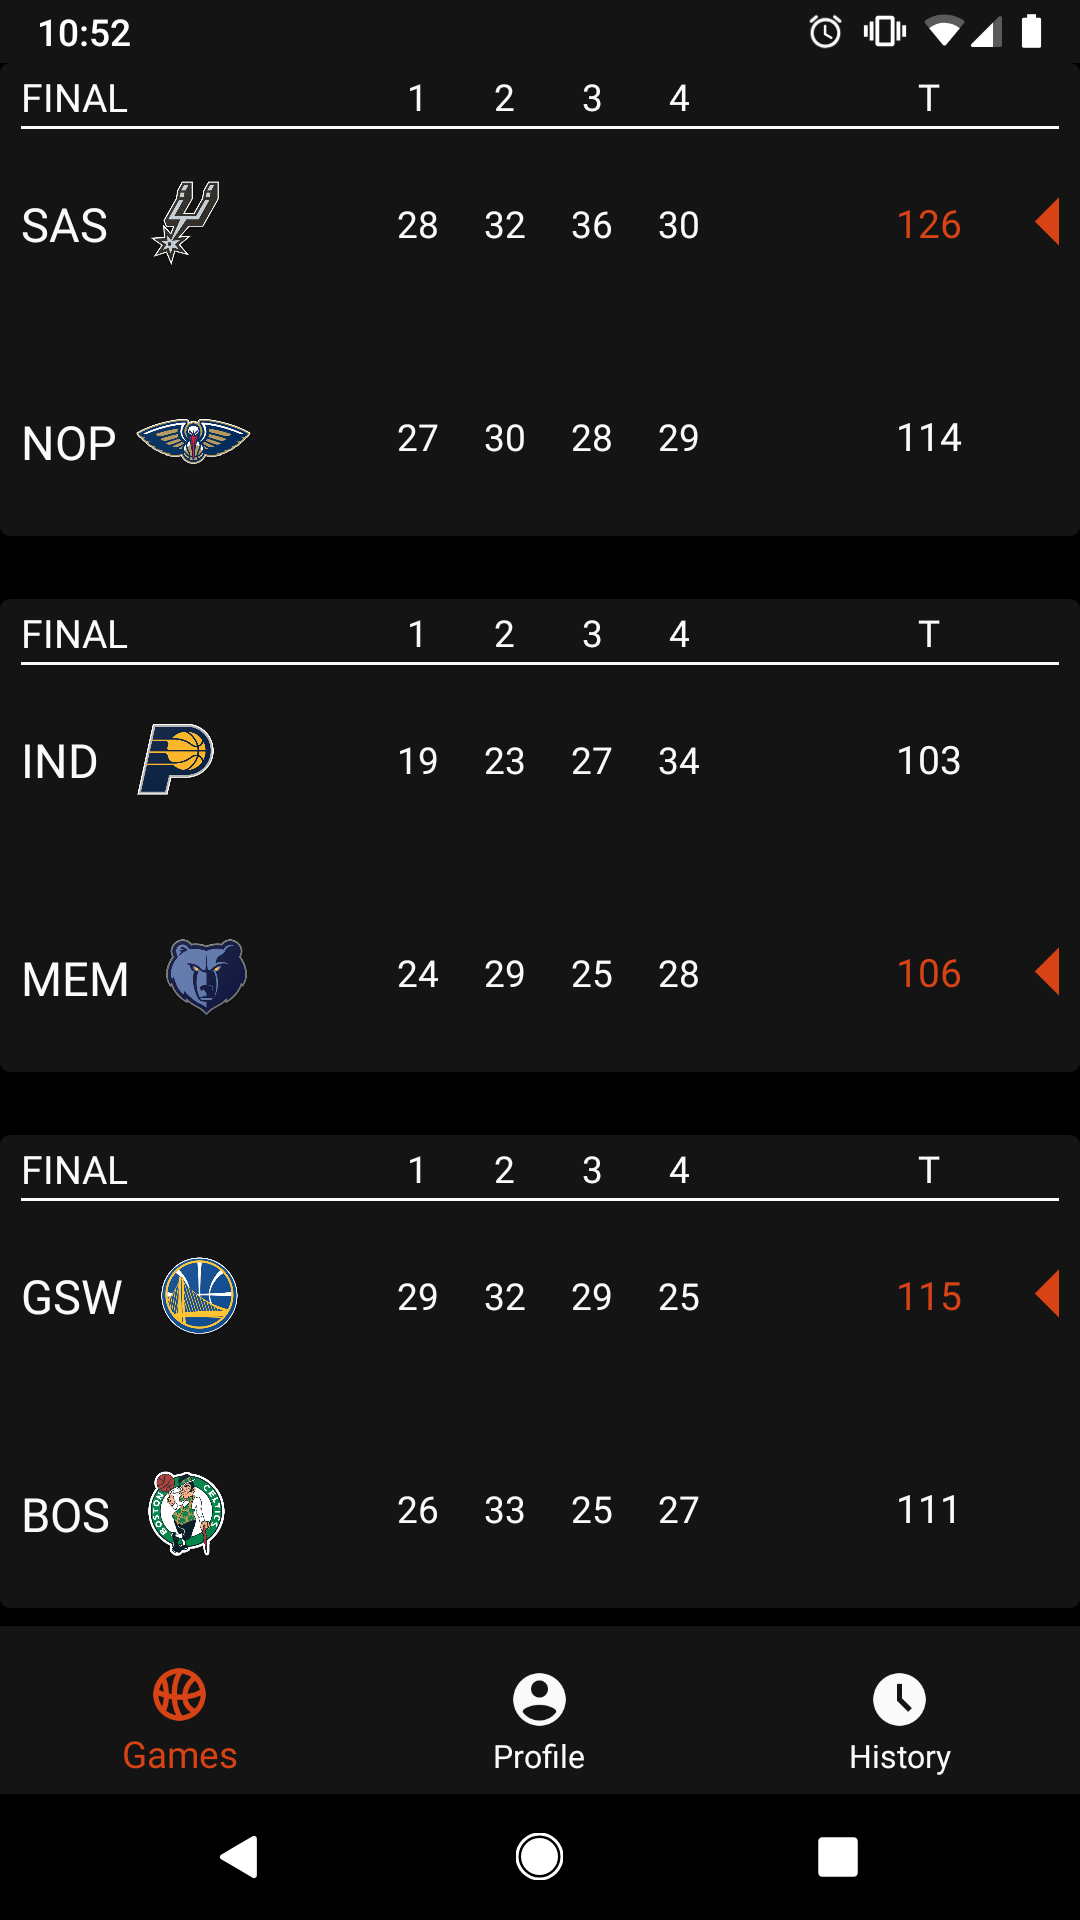 10:52
FINAL 1 2 3 4 T
SAS 28 32 36 30 126
NOP 27 30 28 29 114
FINAL 1 2 3 4 T
IND 19 23 27 34 103
MEM 24 29 25 28 106
FINAL 1 2 3 4 T
GSW 29 32 29 25 115
BOSTON CELTICS
BOS 26 33 25 27 111
Games Profile History